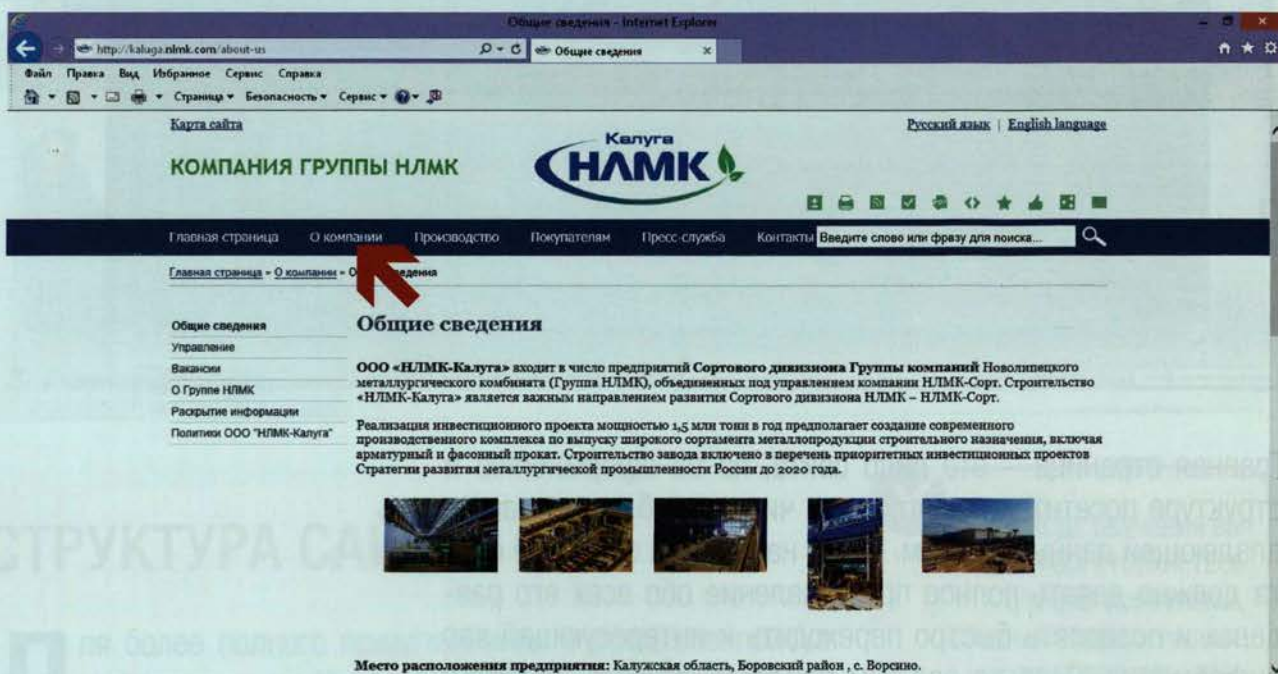 Общие сведения - Internet Explorer
http://kaluga.nlmk.com/about-us
Общие сведения
Файл Правка Вид Избранное Сервис Справка
Страница Безопасность Сервис
Карта сайта
Русский язык | English language
КОМПАНИЯ ГРУППЫ НЛМК
Калуга
НЛМК
Главная страница О компании Производство Покупателям Пресс-служба Контакты Введите слово или фразу для поиска...
Главная страница - О компании -
Общие сведения
Управление
Вакансии
О Группе НЛМК
Раскрытие информации
Политики ООО "НЛМК-Калуга"
Общие сведения
ООО «НЛМК-Калуга» входит в число предприятий Сортового дивизиона Группы компаний Новолипецкого
металлургического комбината (Группа НЛМК), объединенных под управлением компании НЛМК-Сорт. Строительство
«НЛМК-Калуга» является важным направлением развития Сортового дивизиона НЛМК – НЛМК-Сорт.
Реализация инвестиционного проекта мощностью 1,5 млн тонн в год предполагает создание современного
производственного комплекса по выпуску широкого сортамента металлопродукции строительного назначения, включая
арматурный и фасонный прокат. Строительство завода включено в перечень приоритетных инвестиционных проектов
Стратегии развития металлургической промышленности России до 2020 года.
Место расположения предприятия: Калужская область, Боровский район , с. Ворсино.